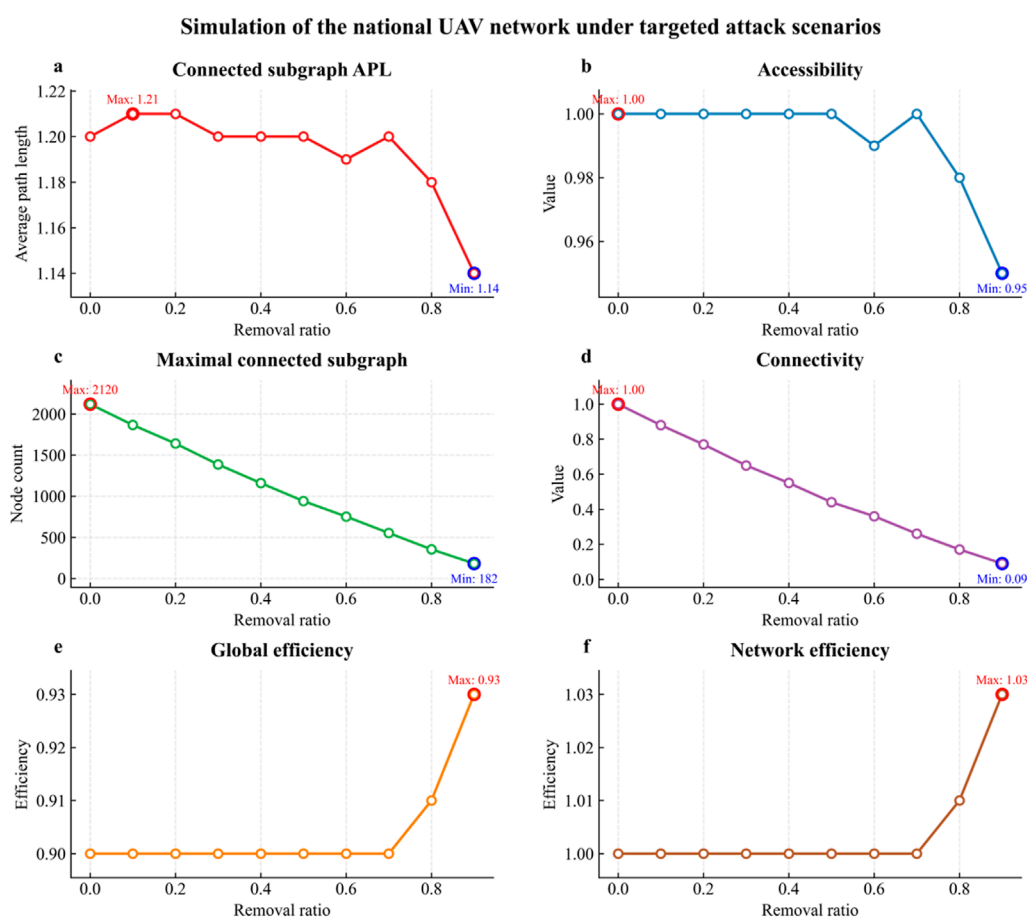 Simulation of the national UAV network under targeted attack scenarios
a
Connected subgraph APL
Max: 1.21
1.22
1.20
1.18
1.16
1.14
Average path length
Min: 1.14
0.0 0.2 0.4 0.6 0.8
Removal ratio
b
Accessibility
Max: 1.00
1.00
0.98
0.96
Value
Min: 0.95
0.0 0.2 0.4 0.6 0.8
Removal ratio
c
Maximal connected subgraph
Max: 2120
2000
1500
1000
500
0
Node count
Min: 182
0.0 0.2 0.4 0.6 0.8
Removal ratio
d
Connectivity
Max: 1.00
1.0
0.8
0.6
0.4
0.2
0.0
Value
Min: 0.09
0.0 0.2 0.4 0.6 0.8
Removal ratio
e
Global efficiency
Max: 0.93
0.93
0.92
0.91
0.90
Efficiency
0.0 0.2 0.4 0.6 0.8
Removal ratio
f
Network efficiency
Max: 1.03
1.03
1.02
1.01
1.00
Efficiency
0.0 0.2 0.4 0.6 0.8
Removal ratio